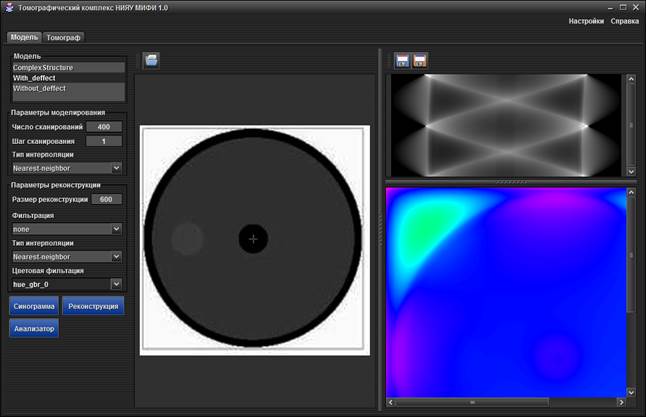 Томографический комплекс НИЯУ МИФИ 1.0
Настройки Справка
Модель Томограф
Модель
ComplexStructure
With_deffect
Without_deffect
Параметры моделирования
Число сканирований 400
Шаг сканирования 1
Тип интерполяции
Nearest-neighbor
Параметры реконструкции
Размер реконструкции 600
Фильтрация
none
Тип интерполяции
Nearest-neighbor
Цветовая фильтация
hue_gbr_0
Синограмма Реконструкция
Анализатор